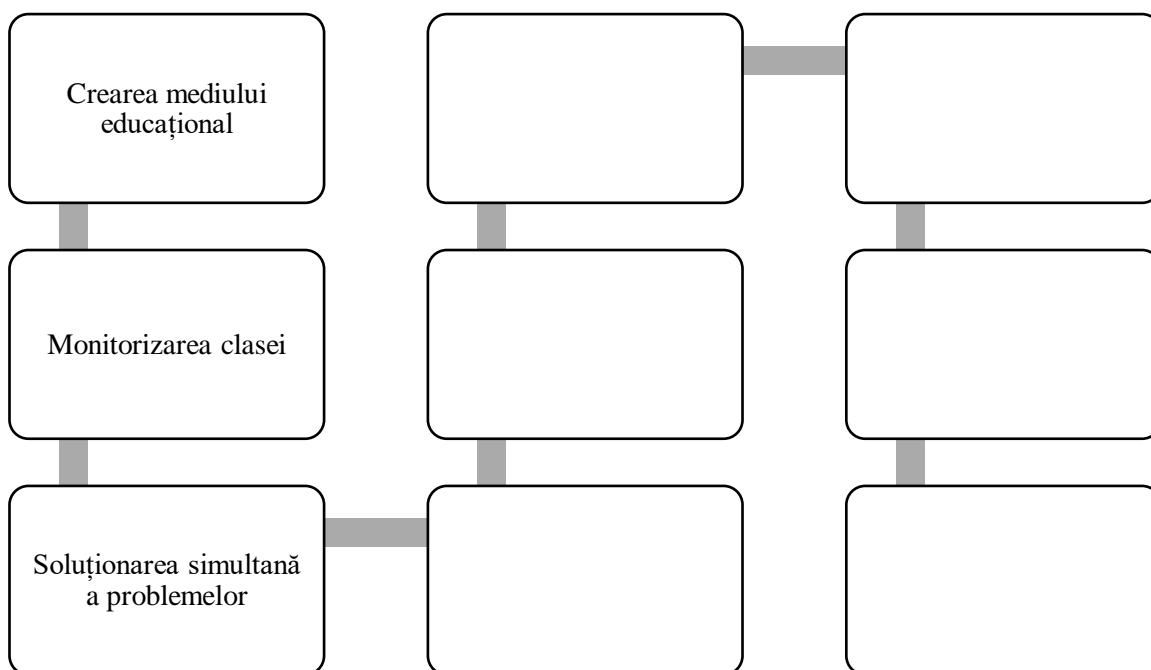 Crearea mediului
educațional
Monitorizarea clasei
Soluționarea simultană
a problemelor